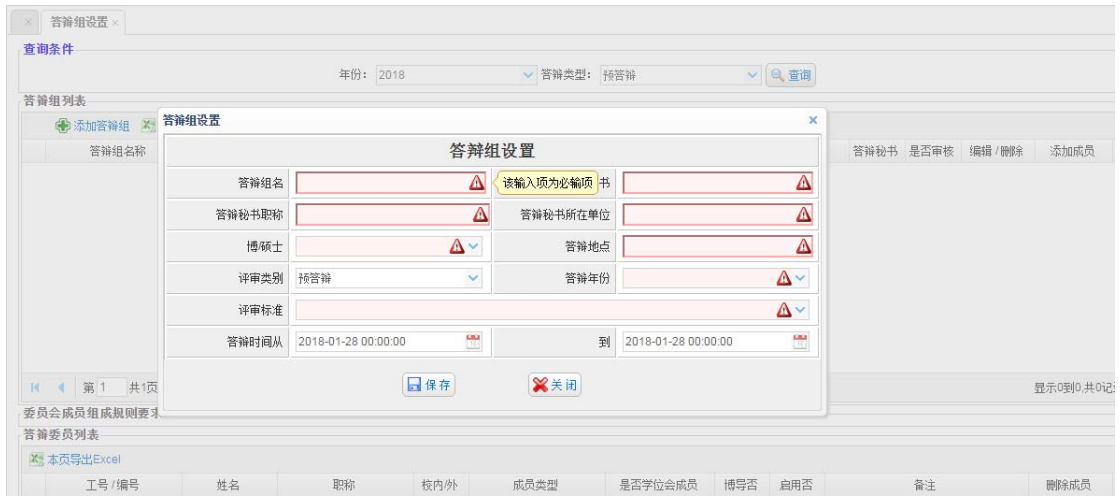 答辩组设置
查询条件
年份： 2018 答辩类型： 预答辩 查询
答辩组列表
添加答辩组
答辩组名称 答辩秘书 是否审核 编辑/删除 添加成员
答辩组设置
答辩组设置
答辩组名 该输入项为必输项 书
答辩秘书职称 答辩秘书所在单位
博/硕士 答辩地点
评审类别 预答辩 答辩年份
评审标准
答辩时间从 2018-01-28 00:00:00 到 2018-01-28 00:00:00
保存 关闭
第 1 共1页 显示0到0,共0记
委员会成员组成规则要求
答辩委员列表
本页导出Excel
工号/编号 姓名 职称 校内/外 成员类型 是否学位会成员 博导否 启用否 备注 删除成员